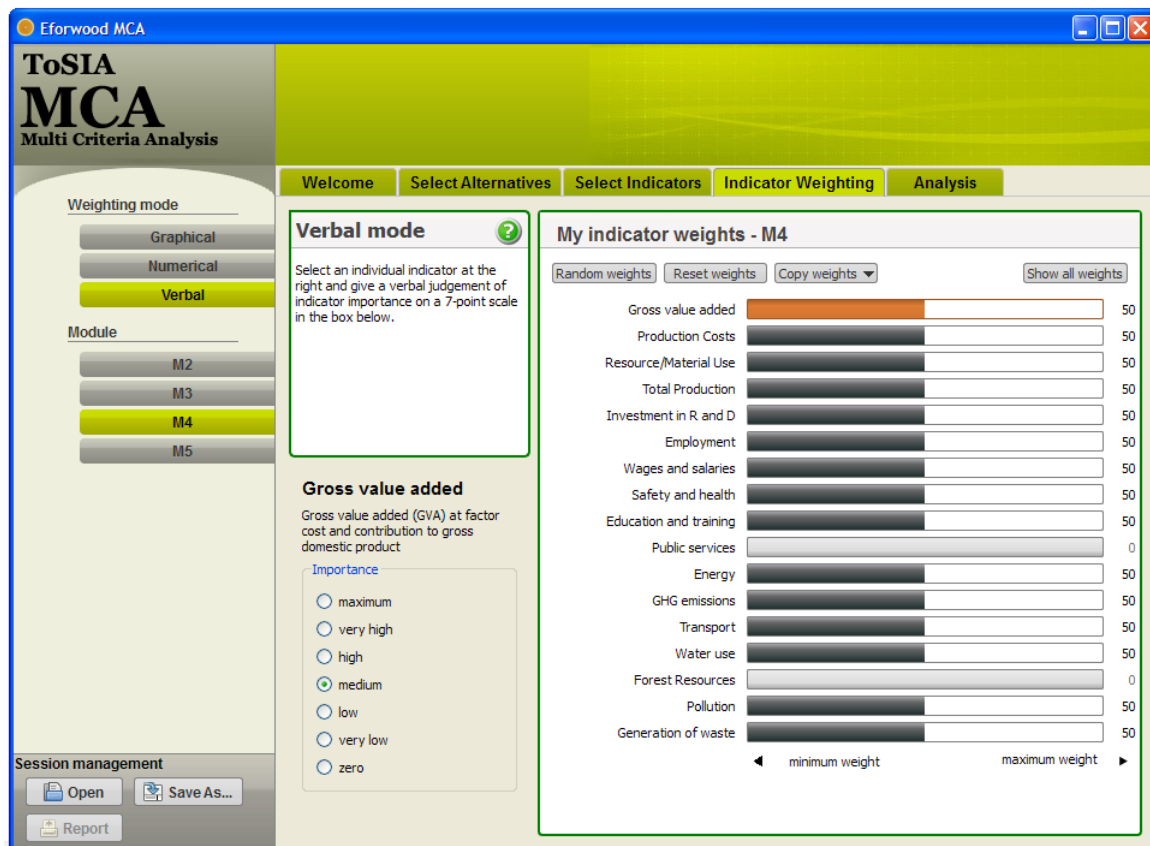 Eforwood MCA
ToSIA
MCA
Multi Criteria Analysis
Welcome
Select Alternatives
Select Indicators
Indicator Weighting
Analysis
Weighting mode
Graphical
Numerical
Verbal
Module
M2
M3
M4
M5
Session management
Open
Save As...
Report
Verbal mode
?
Select an individual indicator at the
right and give a verbal judgement of
indicator importance on a 7-point scale
in the box below.
Gross value added
Gross value added (GVA) at factor
cost and contribution to gross
domestic product
Importance
maximum
very high
high
medium
low
very low
zero
My indicator weights - M4
Random weights
Reset weights
Copy weights
Show all weights
Gross value added 50
Production Costs 50
Resource/Material Use 50
Total Production 50
Investment in R and D 50
Employment 50
Wages and salaries 50
Safety and health 50
Education and training 50
Public services 0
Energy 50
GHG emissions 50
Transport 50
Water use 50
Forest Resources 0
Pollution 50
Generation of waste 50
minimum weight
maximum weight